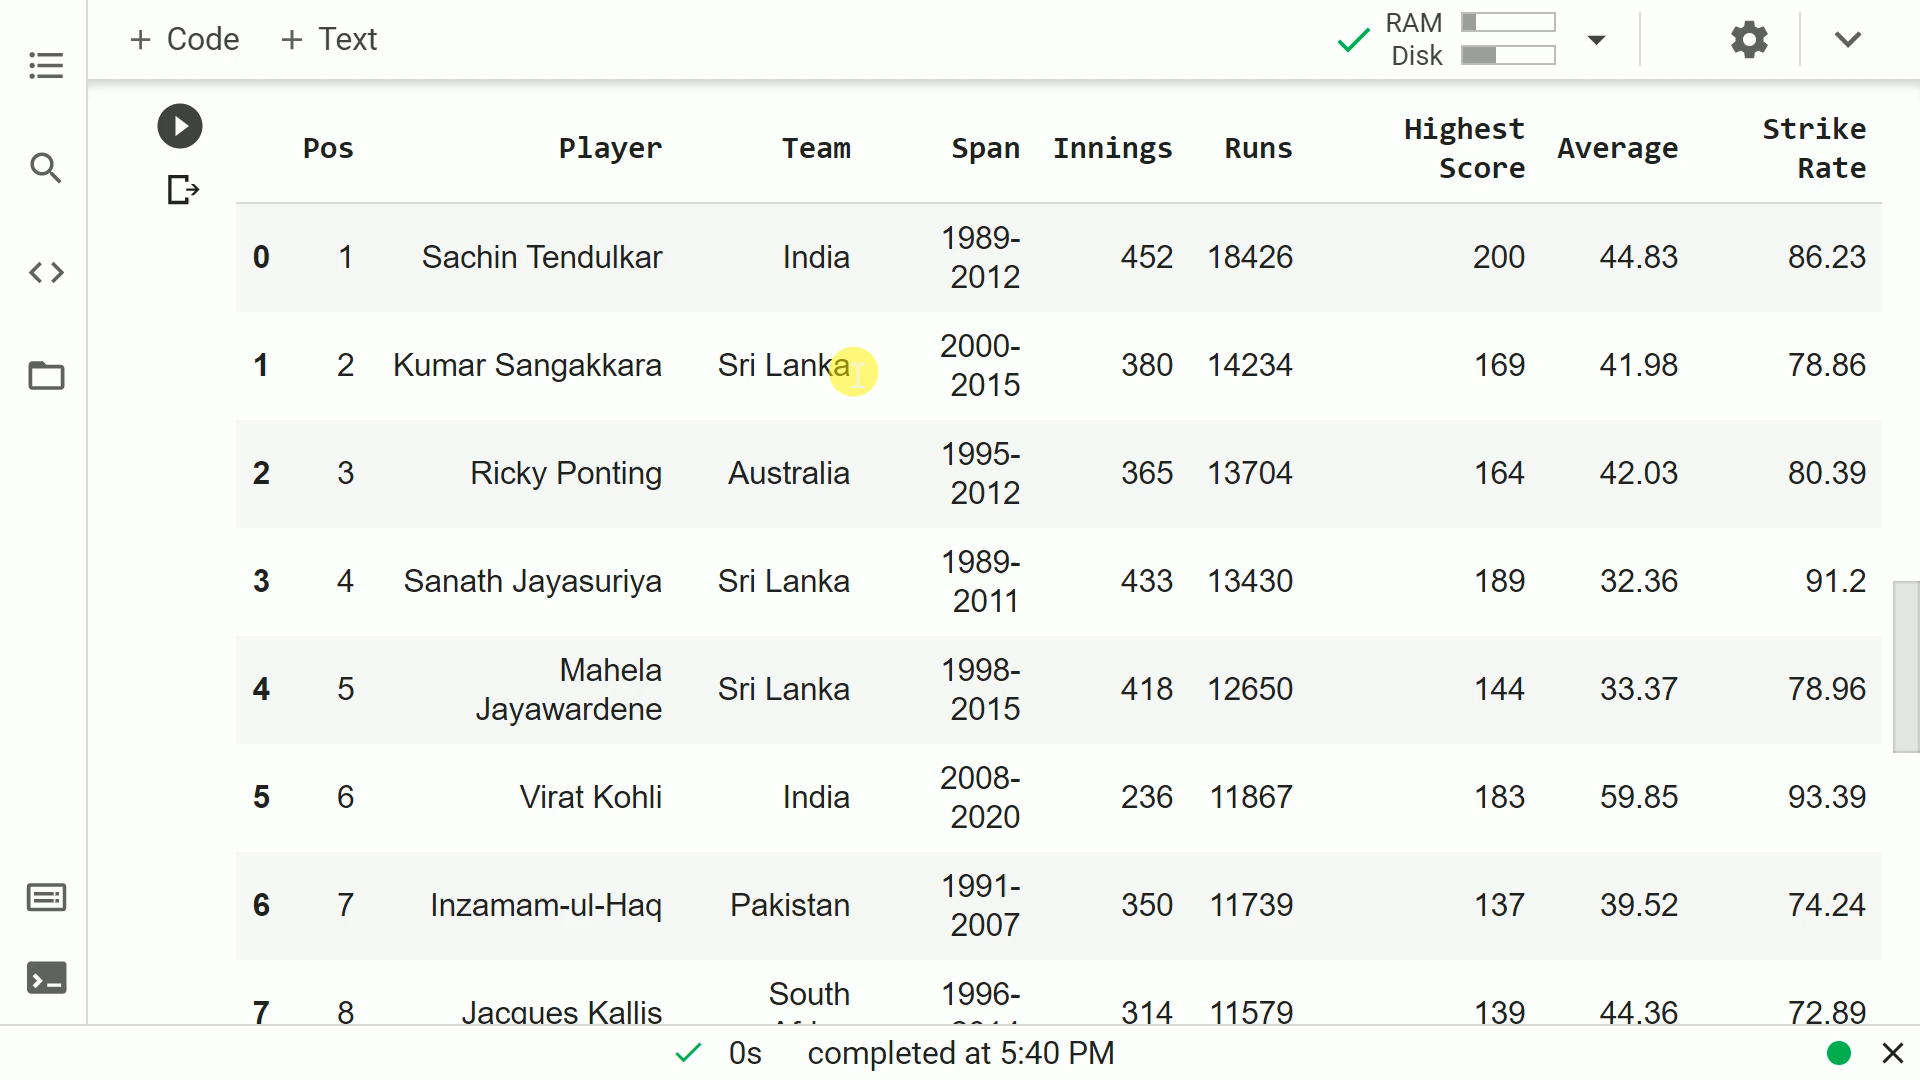 + Code + Text RAM
Disk
Pos Player Team Span Innings Runs Highest Score Average Strike Rate
0 1 Sachin Tendulkar India 1989-2012 452 18426 200 44.83 86.23
1 2 Kumar Sangakkara Sri Lanka 2000-2015 380 14234 169 41.98 78.86
2 3 Ricky Ponting Australia 1995-2012 365 13704 164 42.03 80.39
3 4 Sanath Jayasuriya Sri Lanka 1989-2011 433 13430 189 32.36 91.2
4 5 Mahela Jayawardene Sri Lanka 1998-2015 418 12650 144 33.37 78.96
5 6 Virat Kohli India 2008-2020 236 11867 183 59.85 93.39
6 7 Inzamam-ul-Haq Pakistan 1991-2007 350 11739 137 39.52 74.24
7 8 Jacques Kallis South 1996- 314 11579 139 44.36 72.89
0s completed at 5:40 PM